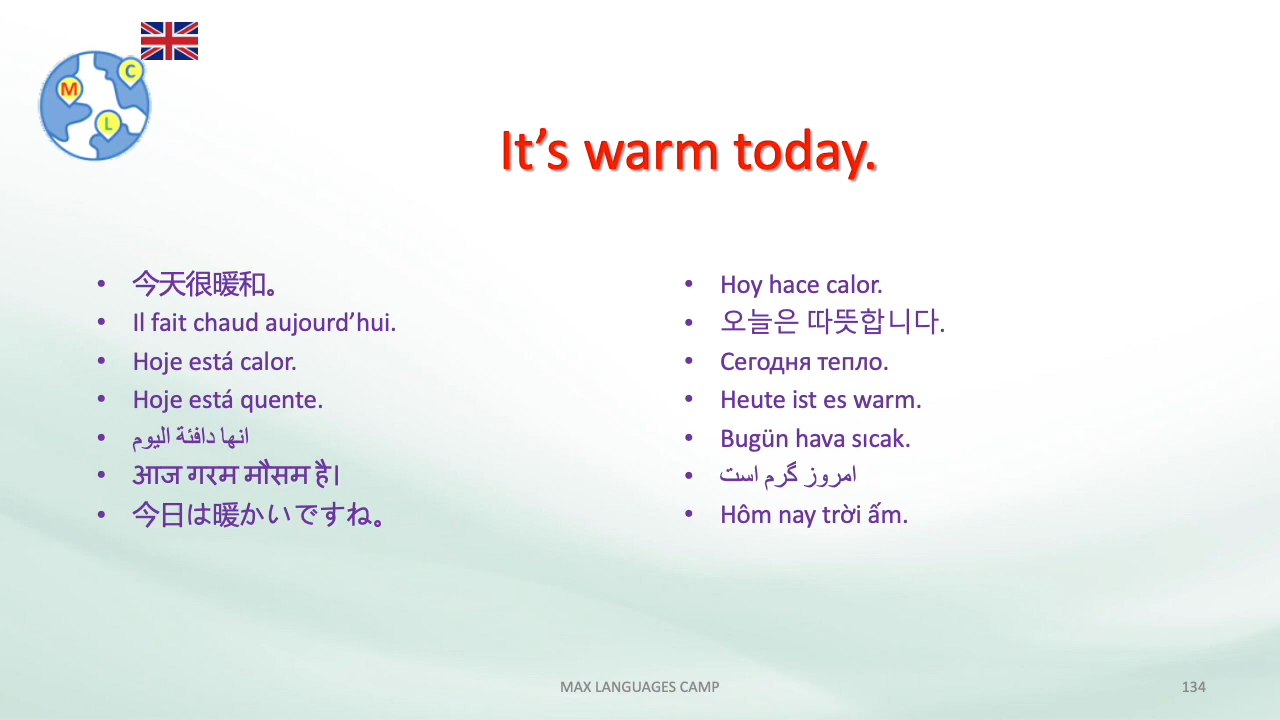 C
M
L
It’s warm today.
• 今天很暖和。
• Il fait chaud aujourd’hui.
• Hoje está calor.
• Hoje está quente.
• انها دافئة اليوم
• आज गरम मौसम है।
• 今日は暖かいですね。
• Hoy hace calor.
• 오늘은 따뜻합니다.
• Сегодня тепло.
• Heute ist es warm.
• Bugün hava sıcak.
• امروز گرم است
• Hôm nay trời ấm.
MAX LANGUAGES CAMP
134